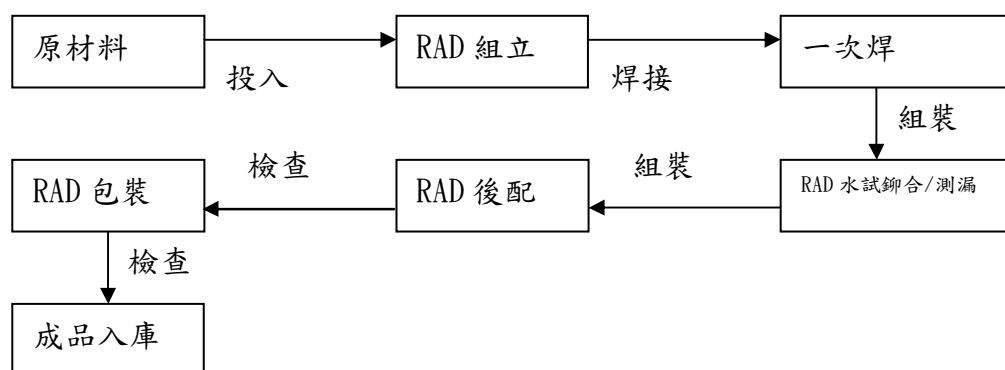 原材料
投入
RAD 組立
焊接
一次焊
組裝
RAD 水試鉚合/測漏
組裝
RAD 後配
檢查
RAD 包裝
檢查
成品入庫